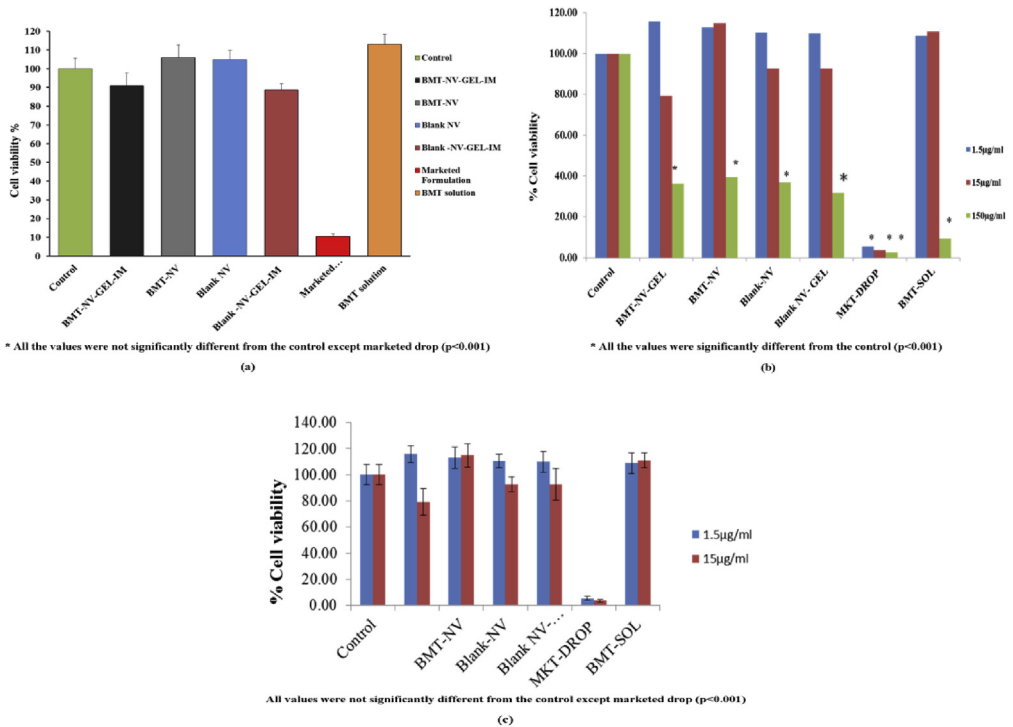 120
110
100
90
80
70
60
50
40
30
20
10
0
Cell viability %
Control
BMT-NV-GEL-IM
BMT-NV
Blank NV
Blank -NV-GEL-IM
Marketed...
BMT solution
Control
BMT-NV-GEL-IM
BMT-NV
Blank NV
Blank -NV-GEL-IM
Marketed
Formulation
BMT solution
* All the values were not significantly different from the control except marketed drop (p<0.001)
(a)
120.00
100.00
80.00
60.00
40.00
20.00
0.00
% Cell viability
* * * * * * * *
Control
BMT-NV-GEL
BMT-NV
Blank-NV
Blank NV- GEL
MKT-DROP
BMT-SOL
1.5µg/ml
15µg/ml
150µg/ml
* All the values were significantly different from the control (p<0.001)
(b)
140.00
120.00
100.00
80.00
60.00
40.00
20.00
0.00
% Cell viability
Control
BMT-NV
Blank-NV
Blank NV-...
MKT-DROP
BMT-SOL
1.5µg/ml
15µg/ml
All values were not significantly different from the control except marketed drop (p<0.001)
(c)